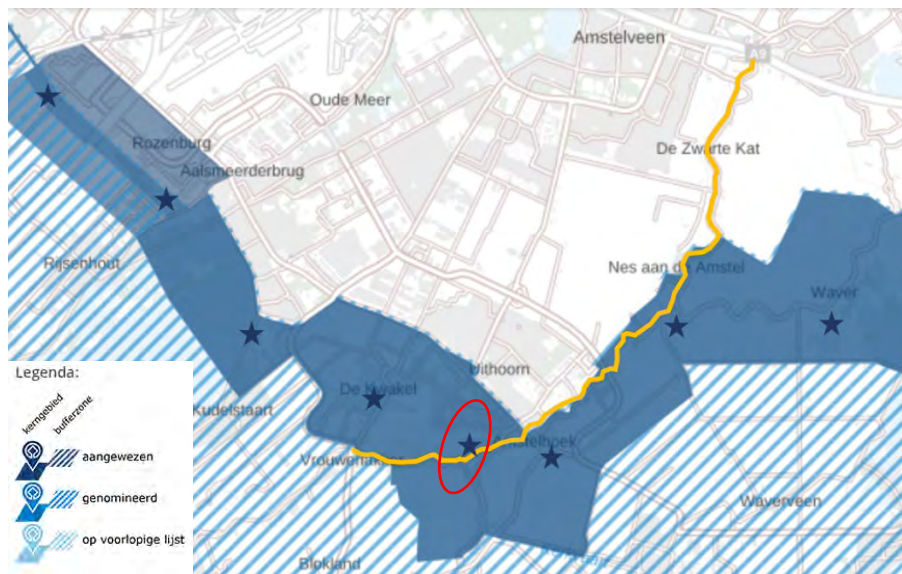 Amstelveen
Oude Meer
Rozenburg
De Zwarte Kat
Aalsmeerderbrug
Rijsenhout
Nes aan de Amstel
Waver
Uithoorn
Legenda:
De Kwakel
kerngebied
bufferzone
Kudelstaart
Amstelhoek
aangewezen
Vrouwenakker
genomineerd
Waverveen
op voorlopige lijst
Blokland